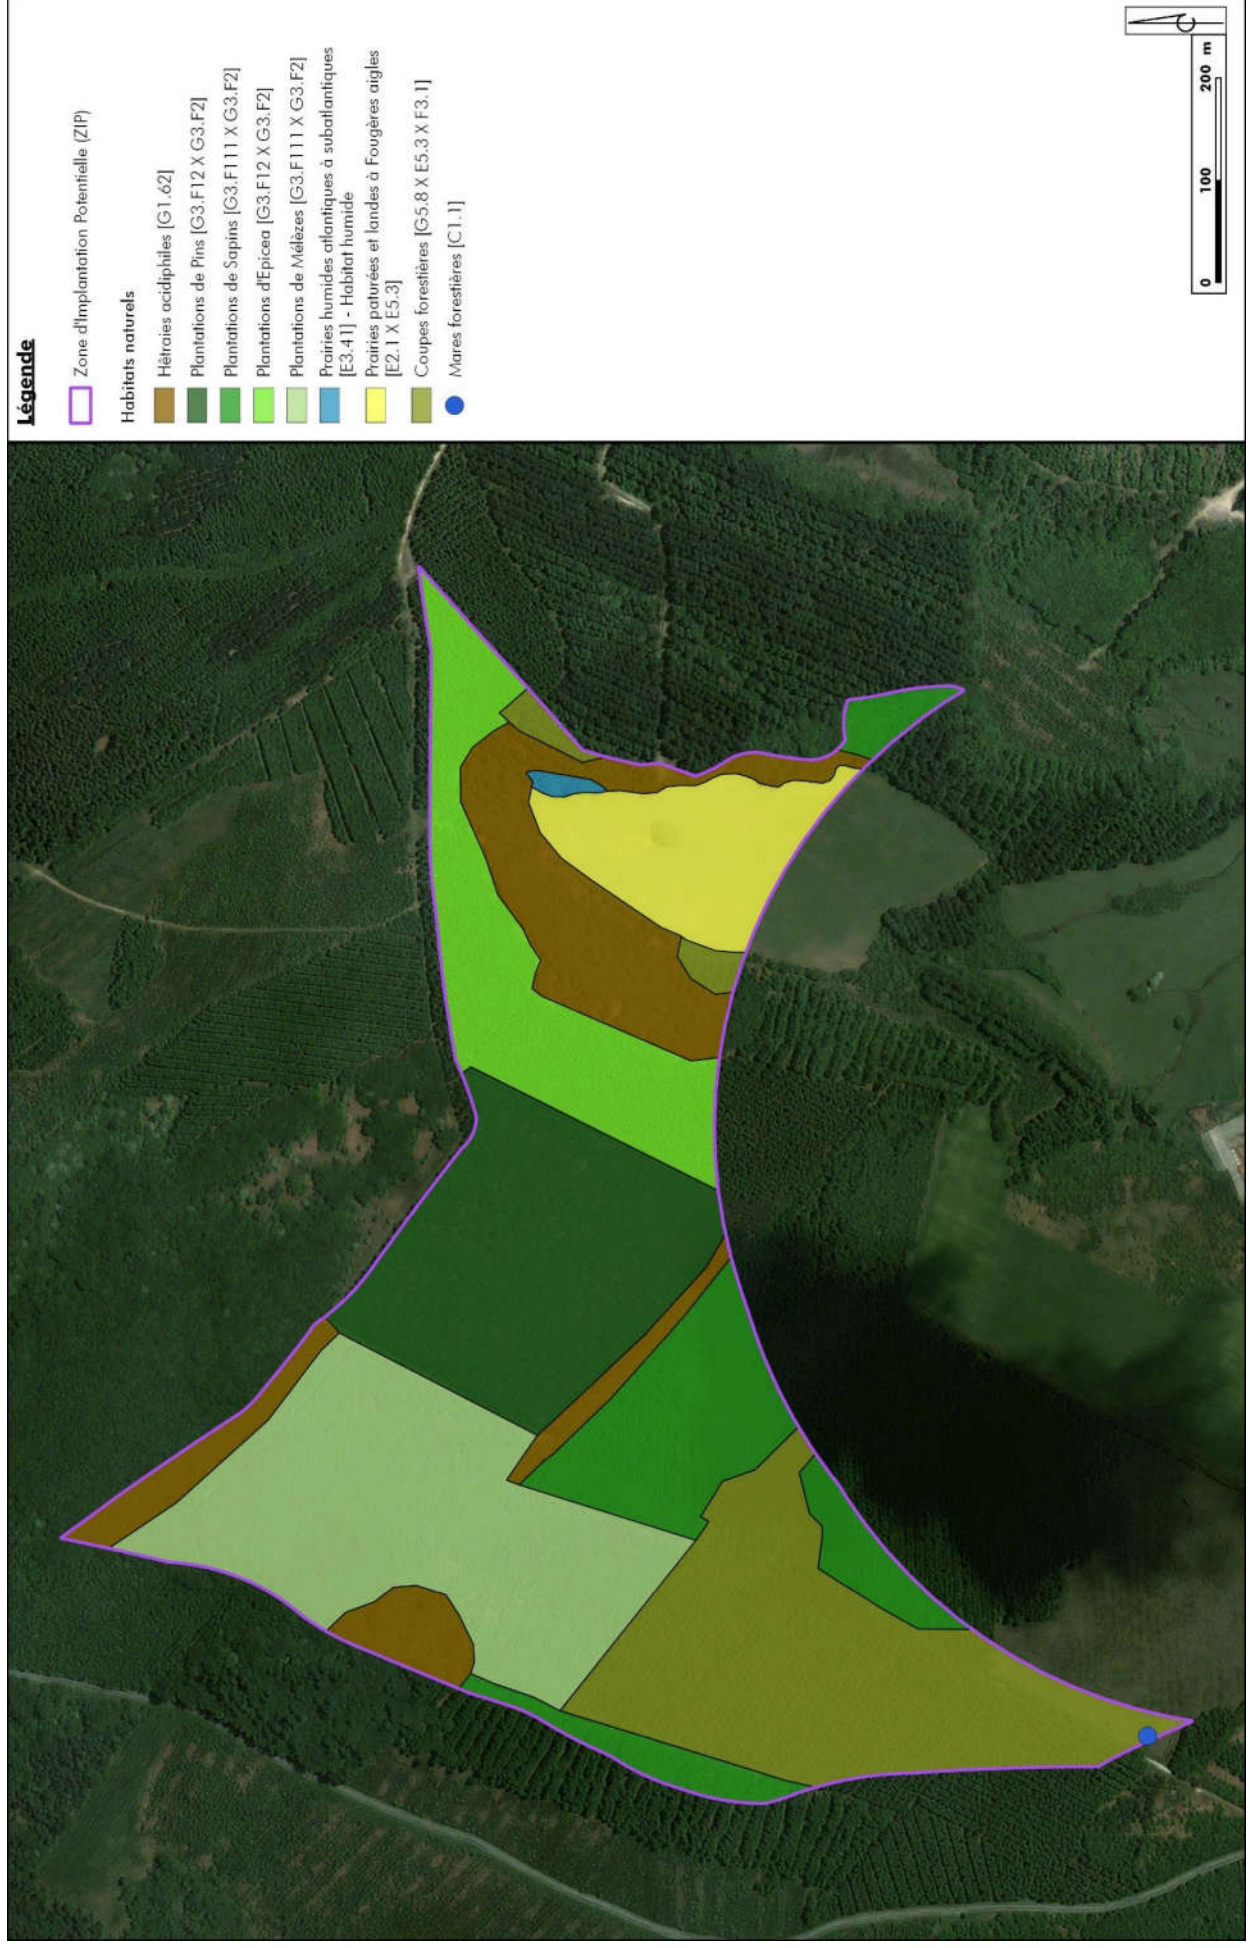 Légende
Zone d'Implantation Potentielle (ZIP)
Habitats naturels
Hêtraies acidiphiles [G1.62]
Plantations de Pins [G3.F12 X G3.F2]
Plantations de Sapins [G3.F111 X G3.F2]
Plantations d'Epicea [G3.F12 X G3.F2]
Plantations de Mélèzes [G3.F111 X G3.F2]
Prairies humides atlantiques à subatlantiques
[E3.41] - Habitat humide
Prairies paturées et landes à Fougères aigles
[E2.1 X E5.3]
Coupes forestières [G5.8 X E5.3 X F3.1]
Mares forestières [C1.1]
0 100 200 m